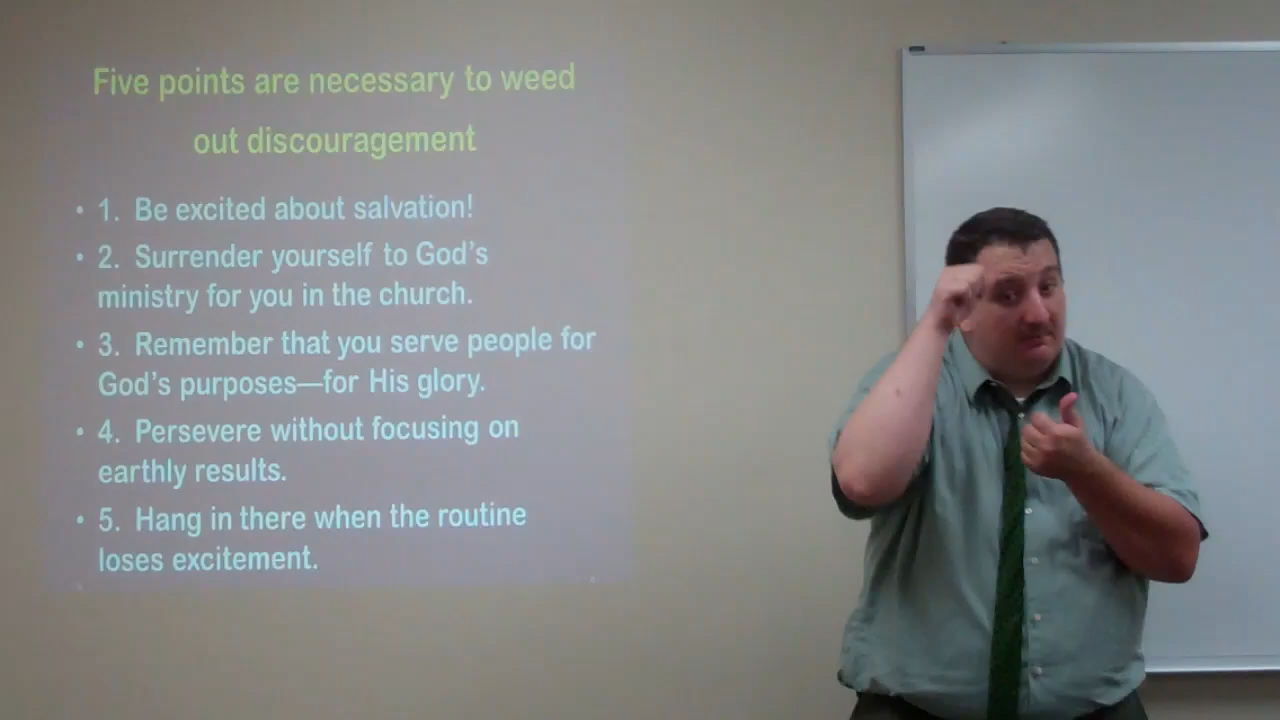 Five points are necessary to weed
out discouragement
• 1. Be excited about salvation!
• 2. Surrender yourself to God's
ministry for you in the church.
• 3. Remember that you serve people for
God's purposes—for His glory.
• 4. Persevere without focusing on
earthly results.
• 5. Hang in there when the routine
loses excitement.